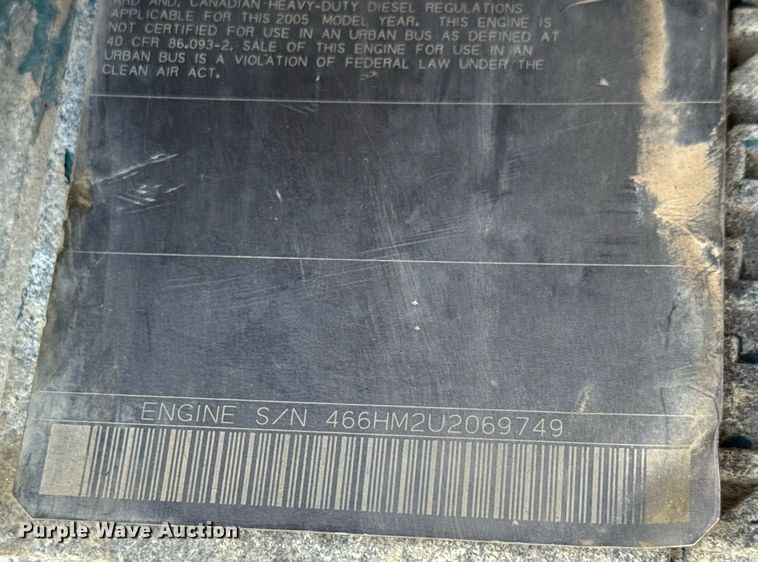 AND AND, CANADIAN HEAVY-DUTY DIESEL REGULATIONS
APPLICABLE FOR THIS 2005 MODEL YEAR. THIS ENGINE IS
NOT CERTIFIED FOR USE IN AN URBAN BUS AS DEFINED AT
40 CFR 86.093-2. SALE OF THIS ENGINE FOR USE IN AN
URBAN BUS IS A VIOLATION OF FEDERAL LAW UNDER THE
CLEAN AIR ACT.
ENGINE S/N 466HM2U2069749
Purple Wave Auction